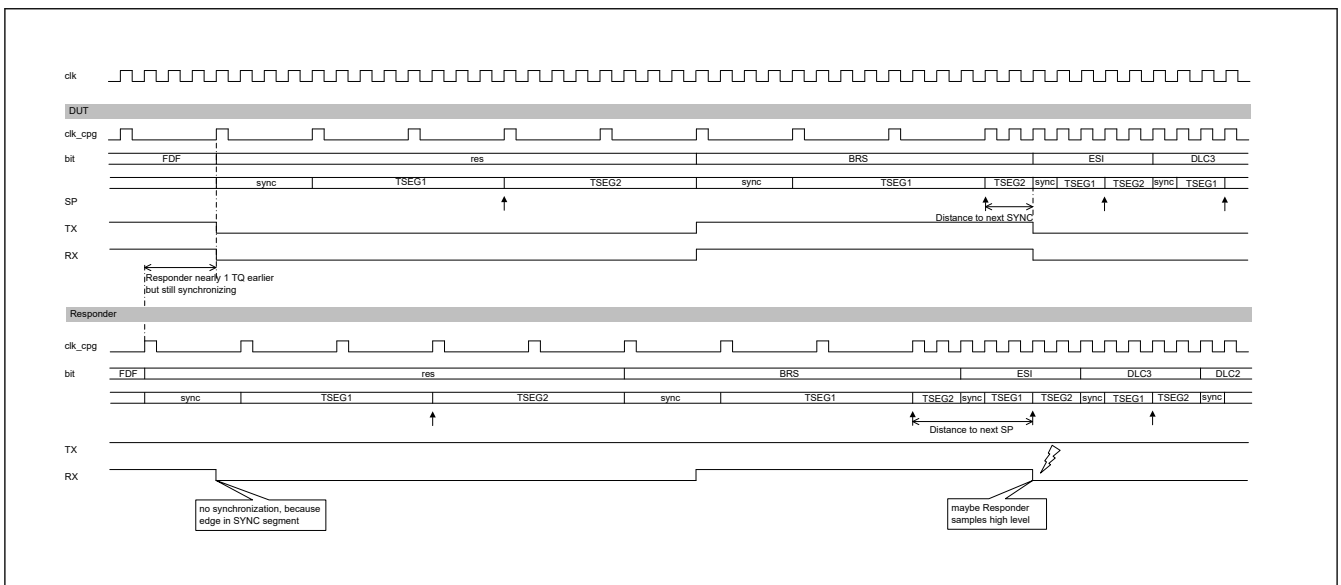 clk
DUT
clk_cpg
bit FDF res BRS ESI DLC3
sync TSEG1 TSEG2 sync TSEG1 TSEG2 sync TSEG1 TSEG2 sync TSEG1
SP
Distance to next SYNC
TX
RX
Responder nearly 1 TQ earlier
but still synchronizing
Responder
clk_cpg
bit FDF res BRS ESI DLC3 DLC2
sync TSEG1 TSEG2 sync TSEG1 TSEG2 sync TSEG1 TSEG2 sync TSEG1 TSEG2 sync
Distance to next SP
TX
RX
no synchronization, because
edge in SYNC segment
maybe Responder
samples high level